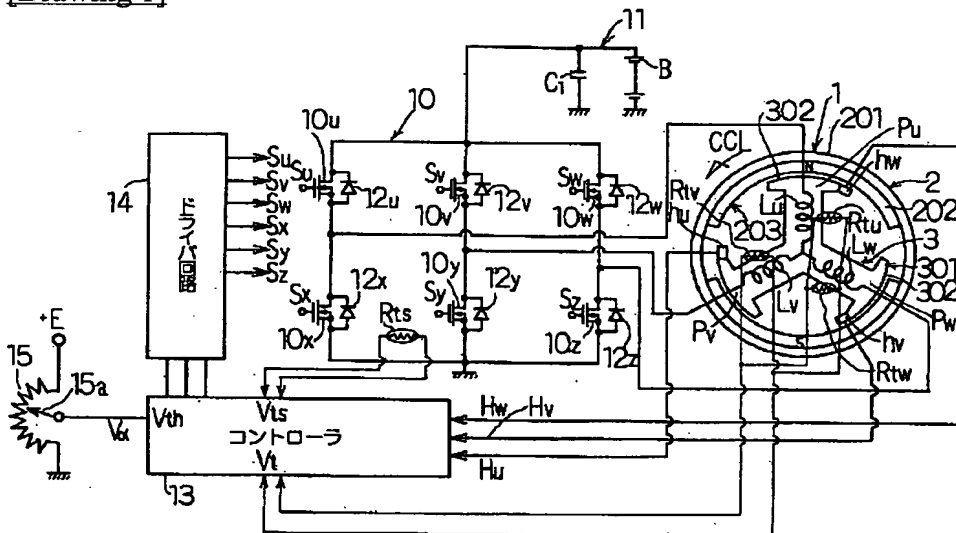 [Drawing 1]
11
C1
B
10
10u
Su
12u
Sv
10v
12v
Sw
10w
12w
14
ドライバ回路
Su
Sv
Sw
Sx
Sy
Sz
Sx
12x
10x
10y
Sy
12y
Sz
10z
12z
Rts
+E
15
15a
Vα
Vth
Vts
コントローラ
Vt
13
Hw
Hv
Hu
1
302
201
CCL
Pu
hw
2
N
Rtv
hu
Lu
202
203
Rtu
Lw
3
301
302
Lv
Pv
Pw
S
hv
Rtw